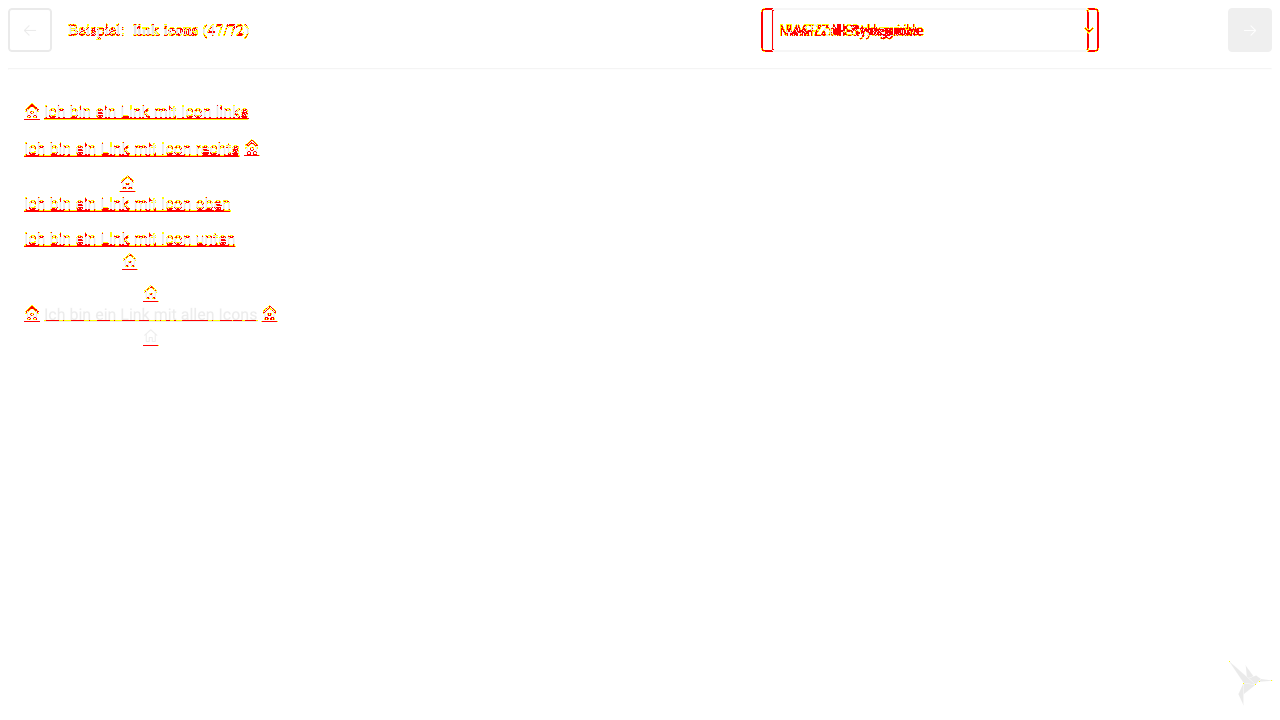 Beispiel: link icons (47/72)
Ich bin ein Link mit Icon links
Ich bin ein Link mit Icon rechts
Ich bin ein Link mit Icon oben
Ich bin ein Link mit Icon unten
Ich bin ein Link mit allen Icons